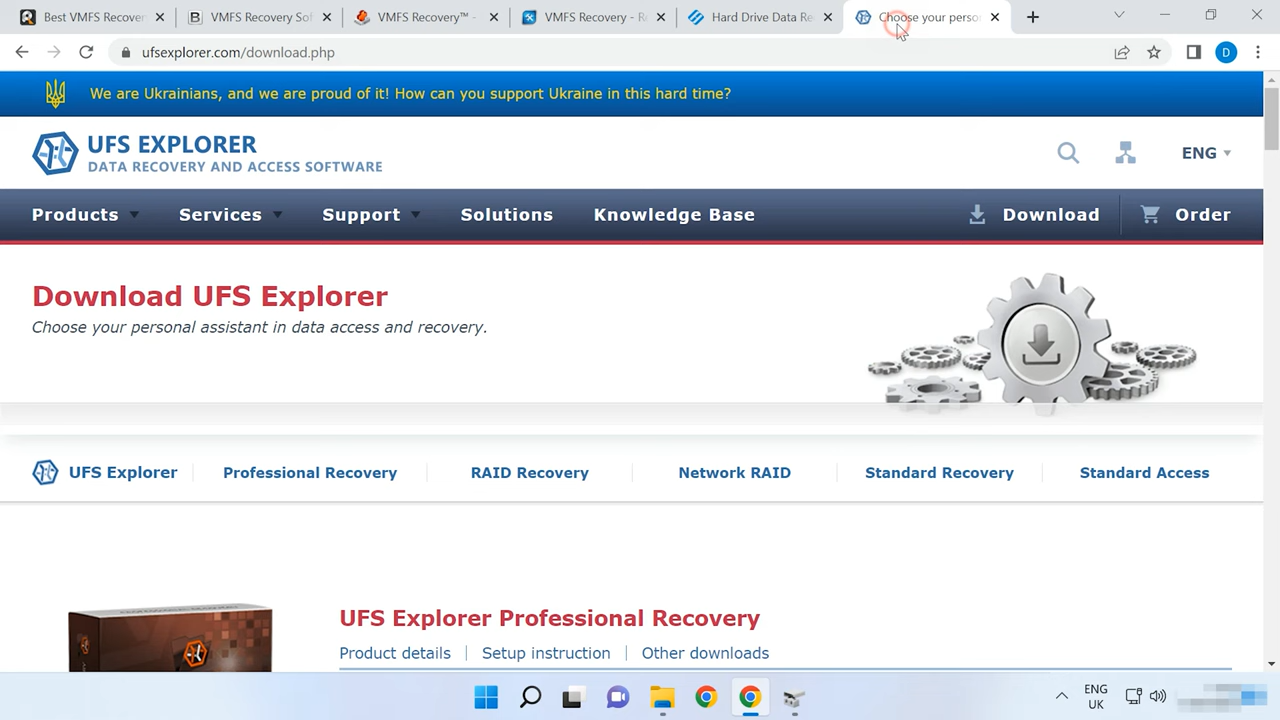 Best VMFS Recover
VMFS Recovery Sof
VMFS Recovery™ -
VMFS Recovery - R
Hard Drive Data Re
Choose your perso
ufsexplorer.com/download.php
D
We are Ukrainians, and we are proud of it! How can you support Ukraine in this hard time?
UFS EXPLORER
DATA RECOVERY AND ACCESS SOFTWARE
ENG
Products
Services
Support
Solutions
Knowledge Base
Download
Order
Download UFS Explorer
Choose your personal assistant in data access and recovery.
UFS Explorer
Professional Recovery
RAID Recovery
Network RAID
Standard Recovery
Standard Access
UFS Explorer Professional Recovery
Product details
Setup instruction
Other downloads
ENG
UK